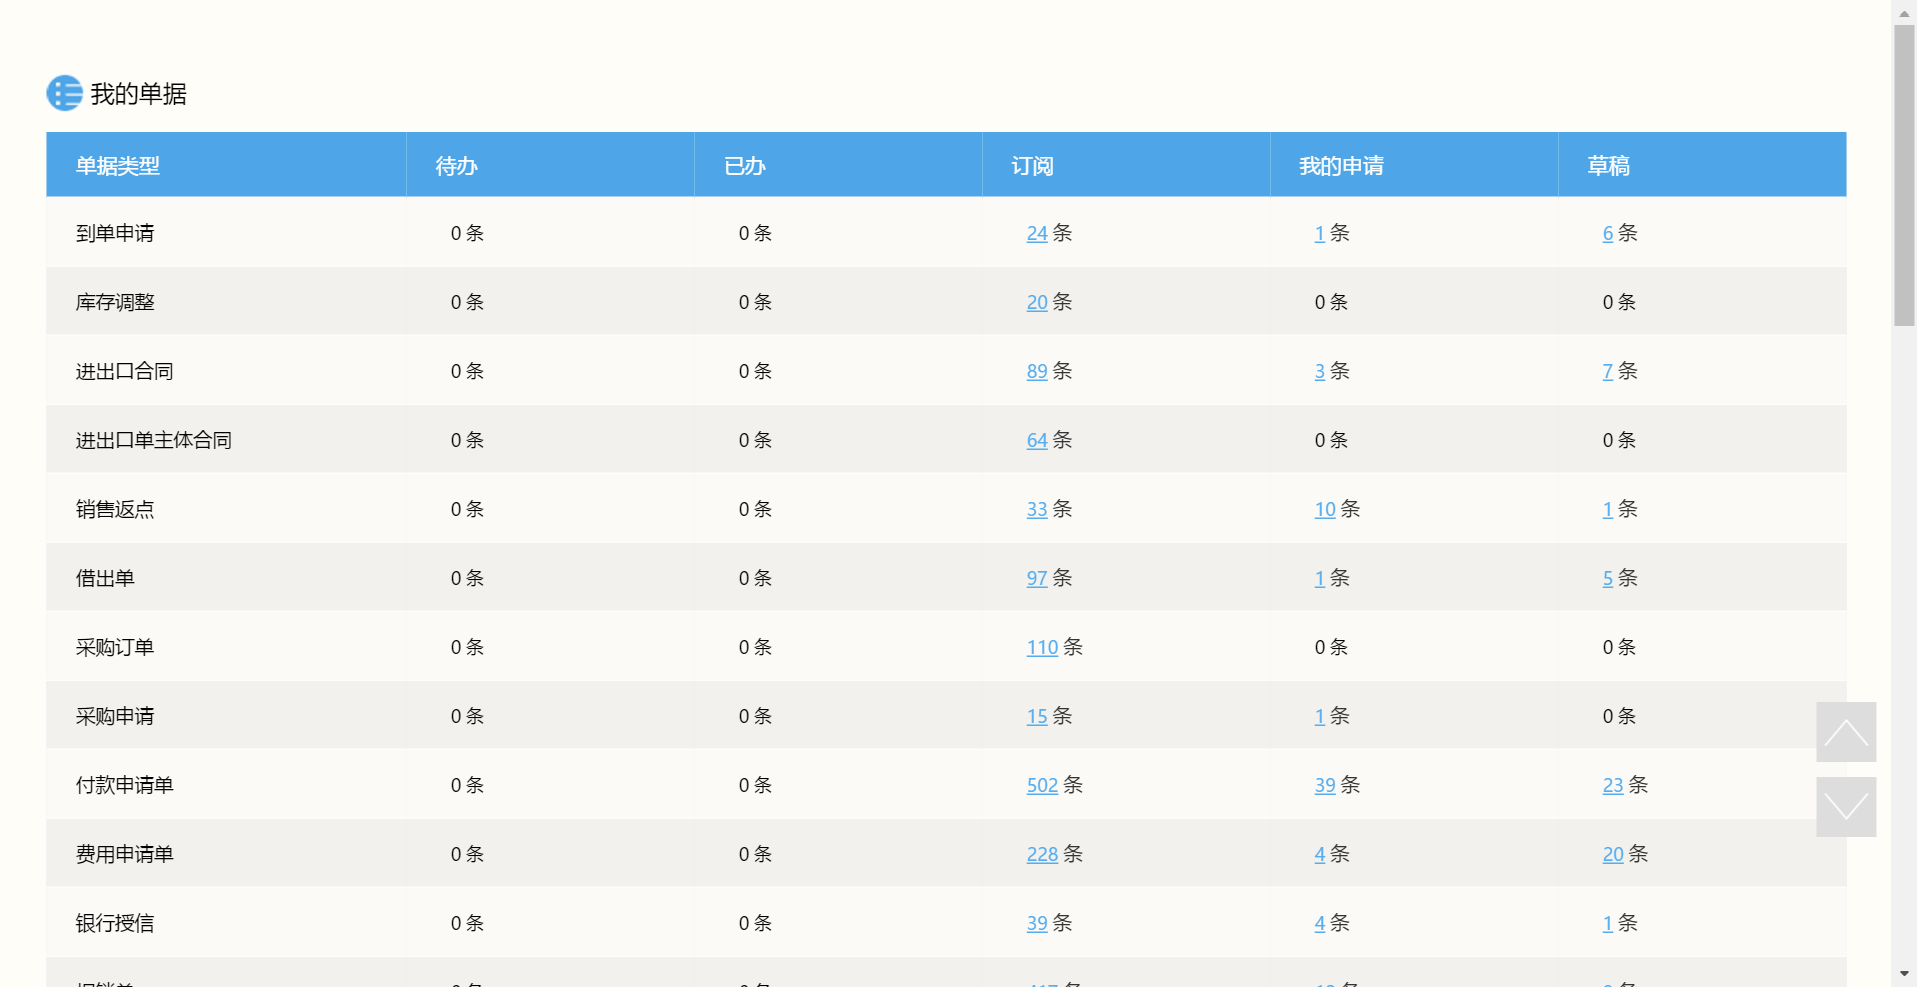 我的单据
单据类型 待办 已办 订阅 我的申请 草稿
到单申请 0 条 0 条 24 条 1 条 6 条
库存调整 0 条 0 条 20 条 0 条 0 条
进出口合同 0 条 0 条 89 条 3 条 7 条
进出口单主体合同 0 条 0 条 64 条 0 条 0 条
销售返点 0 条 0 条 33 条 10 条 1 条
借出单 0 条 0 条 97 条 1 条 5 条
采购订单 0 条 0 条 110 条 0 条 0 条
采购申请 0 条 0 条 15 条 1 条 0 条
付款申请单 0 条 0 条 502 条 39 条 23 条
费用申请单 0 条 0 条 228 条 4 条 20 条
银行授信 0 条 0 条 39 条 4 条 1 条